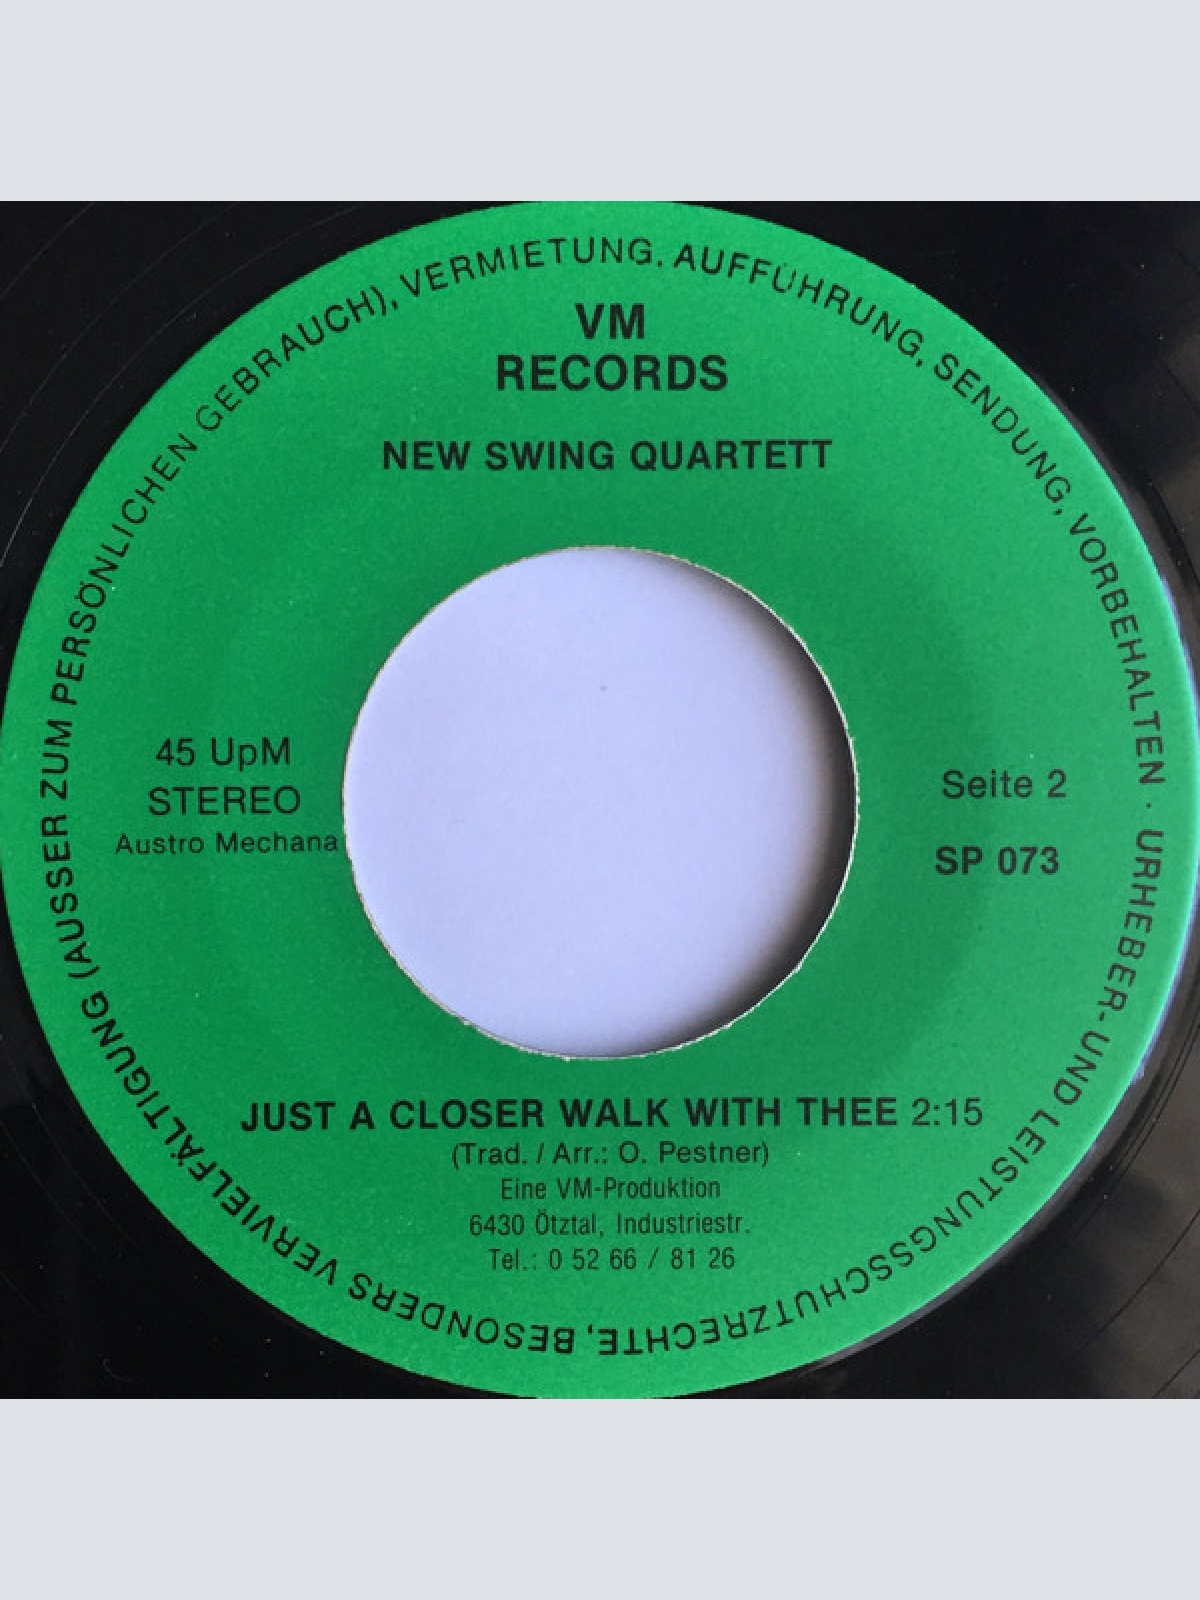 VM
RECORDS
NEW SWING QUARTETT
45 UpM
STEREO
Austro Mechana
Seite 2
SP 073
JUST A CLOSER WALK WITH THEE 2:15
(Trad. / Arr.: O. Pestner)
Eine VM-Produktion
6430 Ötztal, Industriestr.
Tel.: 0 52 66 / 81 26
URHEBER- UND LEISTUNGSSCHUTZRECHTE, BESONDERS VERVIELFÄLTIGUNG (AUSSER ZUM PERSÖNLICHEN GEBRAUCH), VERMIETUNG. AUFFÜHRUNG, SENDUNG, VORBEHALTEN ·